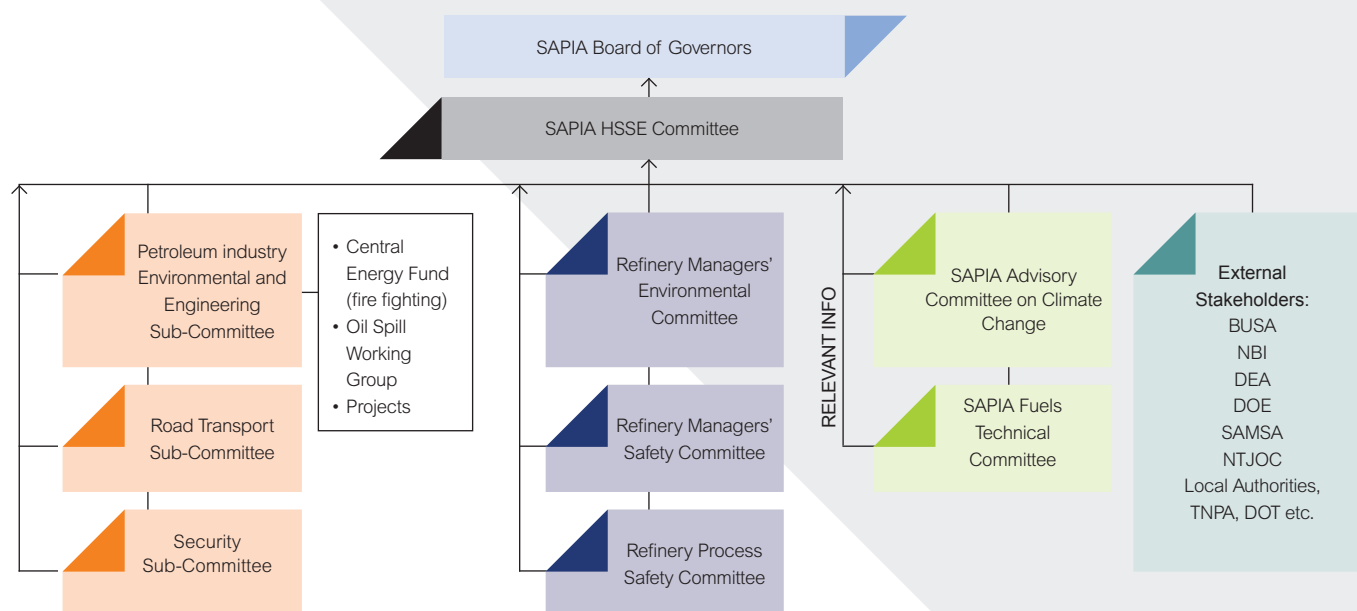 SAPIA Board of Governors
SAPIA HSSE Committee
Petroleum industry
Environmental and
Engineering
Sub-Committee
• Central
Energy Fund
(fire fighting)
• Oil Spill
Working
Group
• Projects
Road Transport
Sub-Committee
Security
Sub-Committee
Refinery Managers'
Environmental
Committee
Refinery Managers'
Safety Committee
Refinery Process
Safety Committee
RELEVANT INFO
SAPIA Advisory
Committee on Climate
Change
SAPIA Fuels
Technical
Committee
External
Stakeholders:
BUSA
NBI
DEA
DOE
SAMSA
NTJOC
Local Authorities,
TNPA, DOT etc.